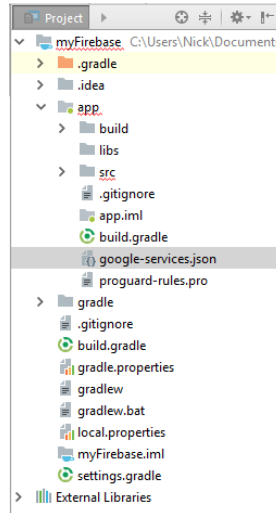 Project
myFirebase C:\Users\Nick\Document
.gradle
.idea
app
build
libs
src
.gitignore
app.iml
build.gradle
google-services.json
proguard-rules.pro
gradle
.gitignore
build.gradle
gradle.properties
gradlew
gradlew.bat
local.properties
myFirebase.iml
settings.gradle
External Libraries